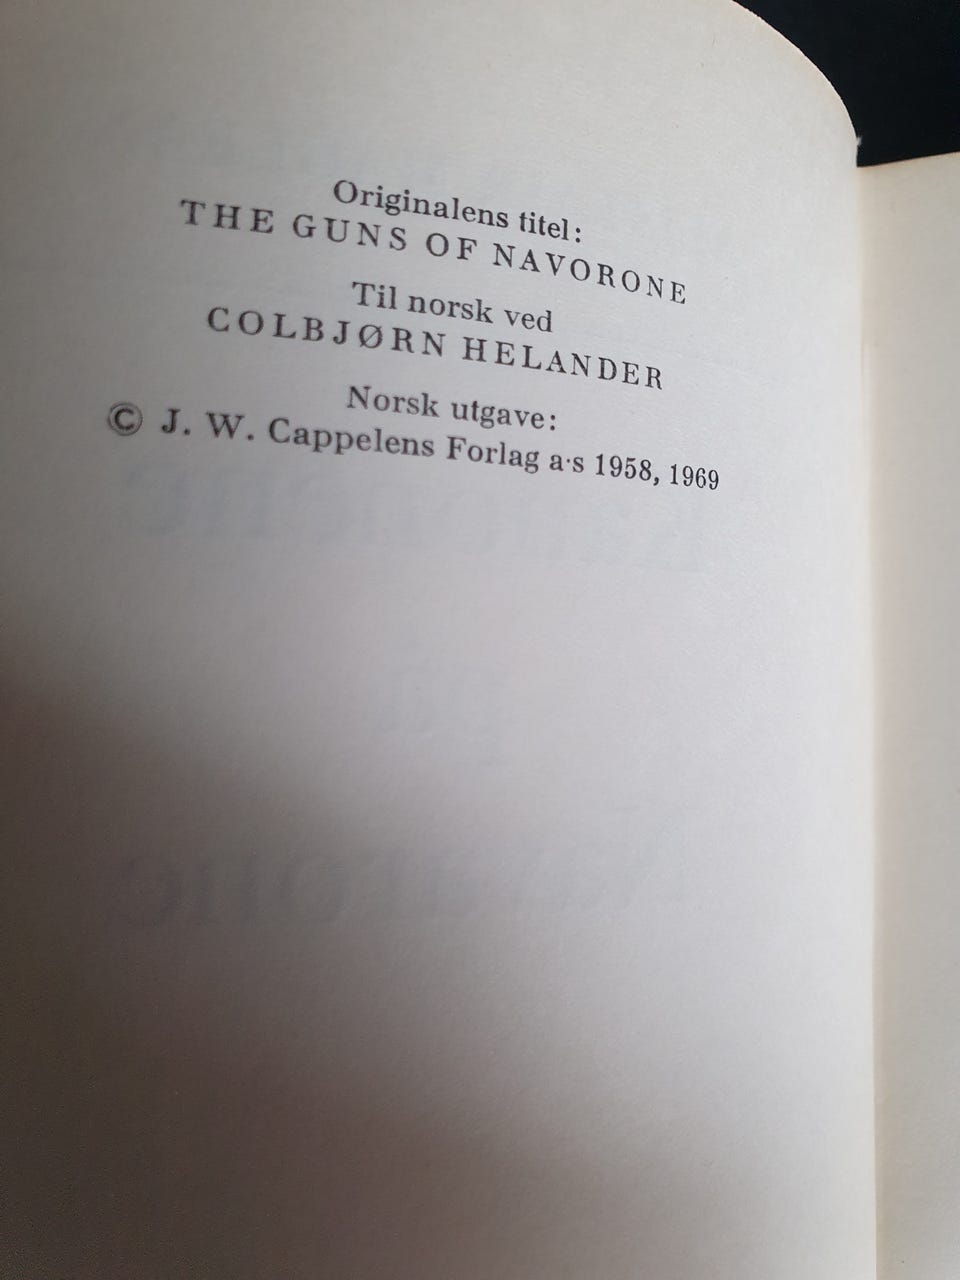 Originalens titel:
THE GUNS OF NAVORONE
Til norsk ved
COLBJØRN HELANDER
Norsk utgave:
© J. W. Cappelens Forlag a·s 1958, 1969